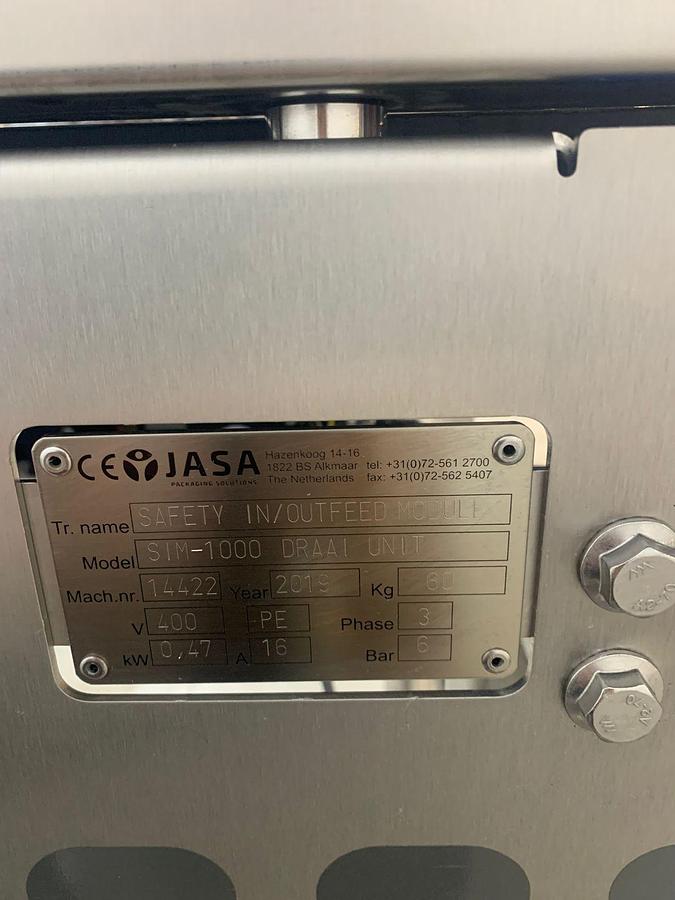 CE JASA
PACKAGING SOLUTIONS
Hazenkoog 14-16
1822 BS Alkmaar tel: +31(0)72-561 2700
The Netherlands fax: +31(0)72-562 5407
Tr. name SAFETY IN/OUTFEED MODULE
Model SIM-1000 DRAAI UNIT
Mach.nr. 14422 Year 2019 Kg 60
V 400 PE Phase 3
kW 0,47 A 16 Bar 6